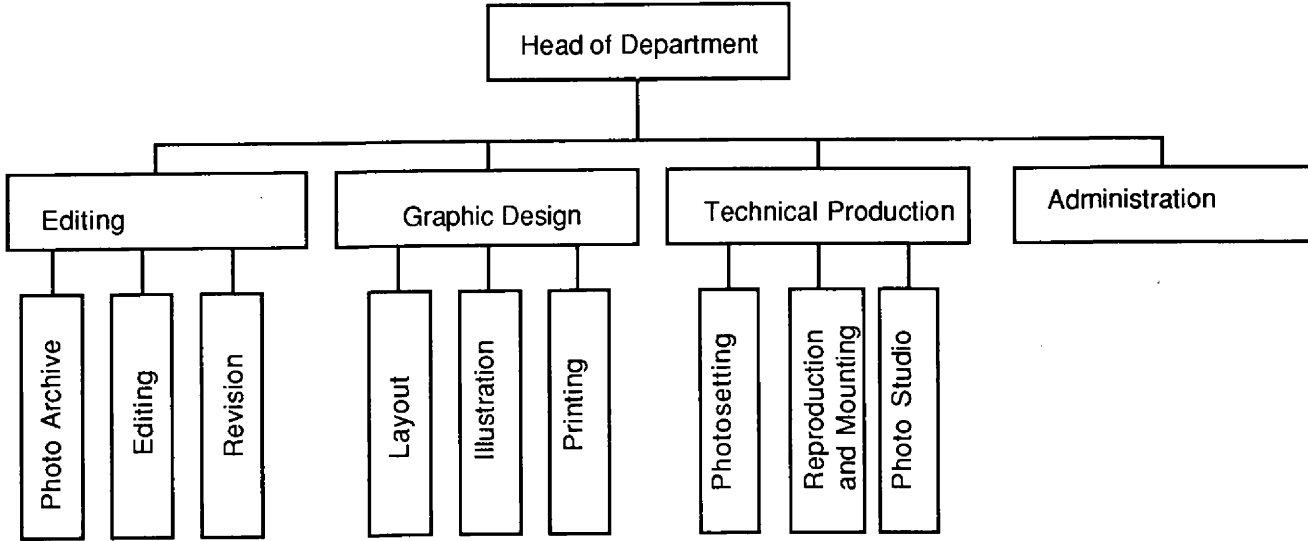 Head of Department
Editing
Graphic Design
Technical Production
Administration
Photo Archive
Editing
Revision
Layout
Illustration
Printing
Photosetting
Reproduction
and Mounting
Photo Studio